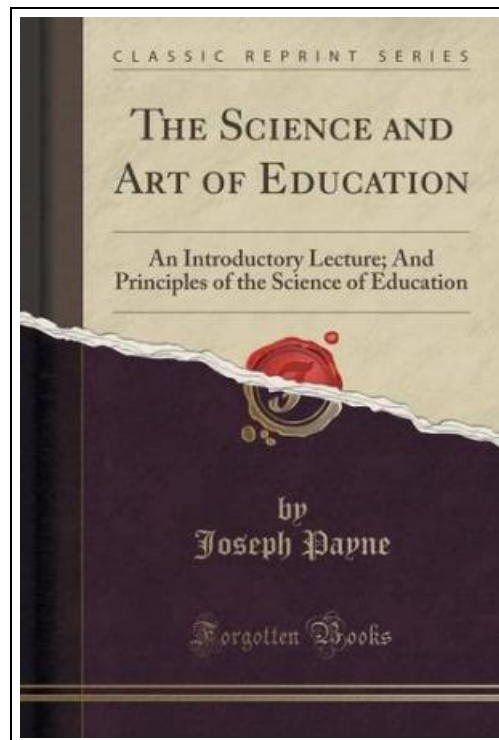 CLASSIC REPRINT SERIES
THE SCIENCE AND
ART OF EDUCATION
An Introductory Lecture; And
Principles of the Science of Education
F
by
Joseph Payne
Forgotten Books